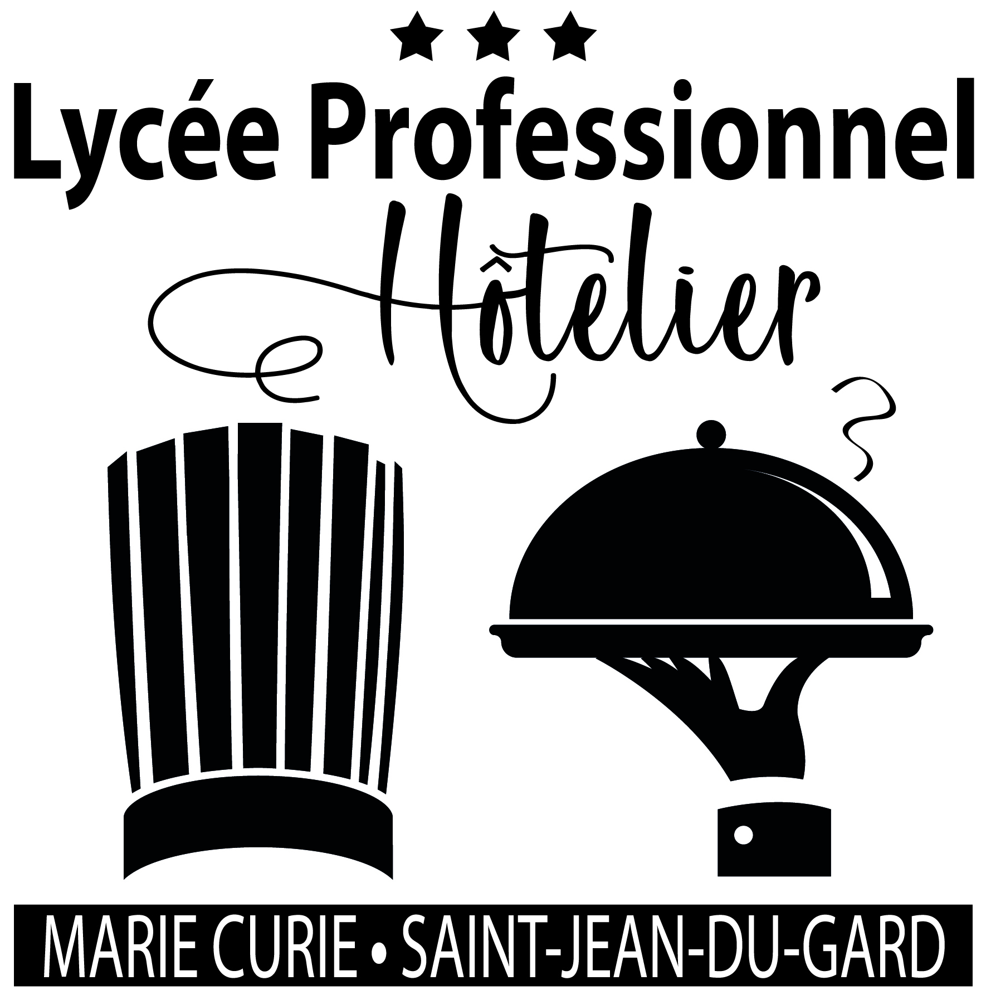 Lycée Professionnel
Hôtelier
MARIE CURIE • SAINT-JEAN-DU-GARD